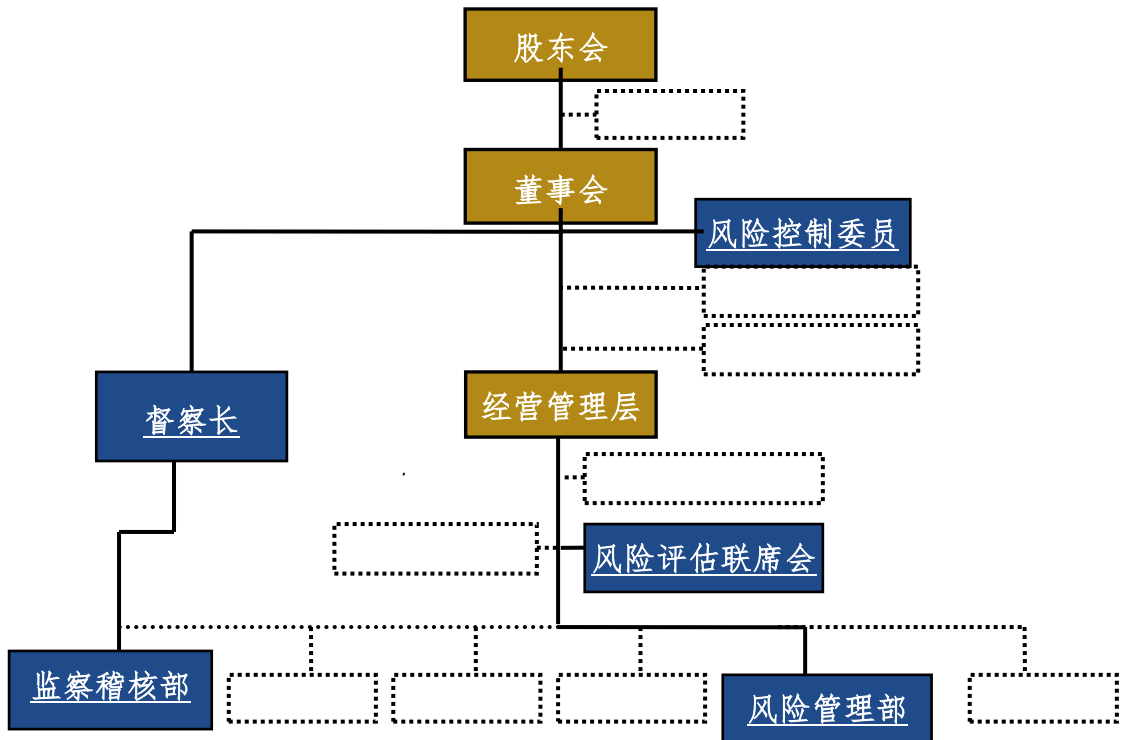 股东会
董事会
风险控制委员
督察长
经营管理层
风险评估联席会
监察稽核部
风险管理部